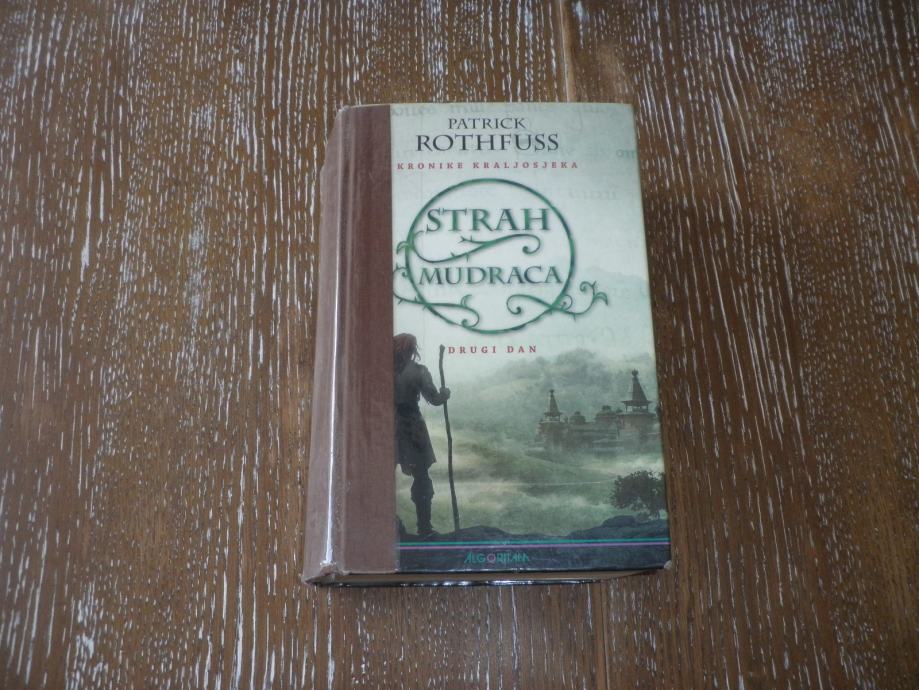 PATRICK
ROTHFUSS
KRONIKE KRALJOSJEKA
STRAH
MUDRACA
DRUGI DAN
ALGORITAM